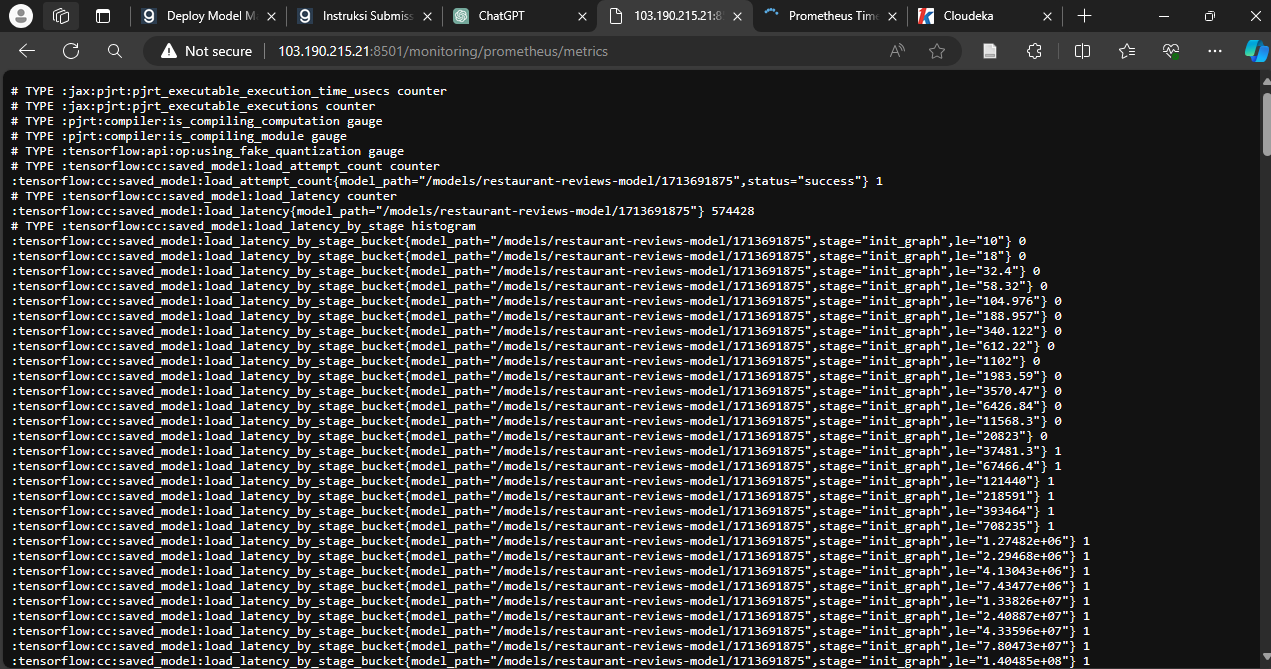 Deploy Model M
Instruksi Submiss
ChatGPT
103.190.215.21:8
Prometheus Time
Cloudeka
Not secure
103.190.215.21:8501/monitoring/prometheus/metrics
# TYPE :jax:pjrt:pjrt_executable_execution_time_usecs counter
# TYPE :jax:pjrt:pjrt_executable_executions counter
# TYPE :pjrt:compiler:is_compiling_computation gauge
# TYPE :pjrt:compiler:is_compiling_module gauge
# TYPE :tensorflow:api:op:using_fake_quantization gauge
# TYPE :tensorflow:cc:saved_model:load_attempt_count counter
:tensorflow:cc:saved_model:load_attempt_count{model_path="/models/restaurant-reviews-model/1713691875",status="success"} 1
# TYPE :tensorflow:cc:saved_model:load_latency counter
:tensorflow:cc:saved_model:load_latency{model_path="/models/restaurant-reviews-model/1713691875"} 574428
# TYPE :tensorflow:cc:saved_model:load_latency_by_stage histogram
:tensorflow:cc:saved_model:load_latency_by_stage_bucket{model_path="/models/restaurant-reviews-model/1713691875",stage="init_graph",le="10"} 0
:tensorflow:cc:saved_model:load_latency_by_stage_bucket{model_path="/models/restaurant-reviews-model/1713691875",stage="init_graph",le="18"} 0
:tensorflow:cc:saved_model:load_latency_by_stage_bucket{model_path="/models/restaurant-reviews-model/1713691875",stage="init_graph",le="32.4"} 0
:tensorflow:cc:saved_model:load_latency_by_stage_bucket{model_path="/models/restaurant-reviews-model/1713691875",stage="init_graph",le="58.32"} 0
:tensorflow:cc:saved_model:load_latency_by_stage_bucket{model_path="/models/restaurant-reviews-model/1713691875",stage="init_graph",le="104.976"} 0
:tensorflow:cc:saved_model:load_latency_by_stage_bucket{model_path="/models/restaurant-reviews-model/1713691875",stage="init_graph",le="188.957"} 0
:tensorflow:cc:saved_model:load_latency_by_stage_bucket{model_path="/models/restaurant-reviews-model/1713691875",stage="init_graph",le="340.122"} 0
:tensorflow:cc:saved_model:load_latency_by_stage_bucket{model_path="/models/restaurant-reviews-model/1713691875",stage="init_graph",le="612.22"} 0
:tensorflow:cc:saved_model:load_latency_by_stage_bucket{model_path="/models/restaurant-reviews-model/1713691875",stage="init_graph",le="1102"} 0
:tensorflow:cc:saved_model:load_latency_by_stage_bucket{model_path="/models/restaurant-reviews-model/1713691875",stage="init_graph",le="1983.59"} 0
:tensorflow:cc:saved_model:load_latency_by_stage_bucket{model_path="/models/restaurant-reviews-model/1713691875",stage="init_graph",le="3570.47"} 0
:tensorflow:cc:saved_model:load_latency_by_stage_bucket{model_path="/models/restaurant-reviews-model/1713691875",stage="init_graph",le="6426.84"} 0
:tensorflow:cc:saved_model:load_latency_by_stage_bucket{model_path="/models/restaurant-reviews-model/1713691875",stage="init_graph",le="11568.3"} 0
:tensorflow:cc:saved_model:load_latency_by_stage_bucket{model_path="/models/restaurant-reviews-model/1713691875",stage="init_graph",le="20823"} 0
:tensorflow:cc:saved_model:load_latency_by_stage_bucket{model_path="/models/restaurant-reviews-model/1713691875",stage="init_graph",le="37481.3"} 1
:tensorflow:cc:saved_model:load_latency_by_stage_bucket{model_path="/models/restaurant-reviews-model/1713691875",stage="init_graph",le="67466.4"} 1
:tensorflow:cc:saved_model:load_latency_by_stage_bucket{model_path="/models/restaurant-reviews-model/1713691875",stage="init_graph",le="121440"} 1
:tensorflow:cc:saved_model:load_latency_by_stage_bucket{model_path="/models/restaurant-reviews-model/1713691875",stage="init_graph",le="218591"} 1
:tensorflow:cc:saved_model:load_latency_by_stage_bucket{model_path="/models/restaurant-reviews-model/1713691875",stage="init_graph",le="393464"} 1
:tensorflow:cc:saved_model:load_latency_by_stage_bucket{model_path="/models/restaurant-reviews-model/1713691875",stage="init_graph",le="708235"} 1
:tensorflow:cc:saved_model:load_latency_by_stage_bucket{model_path="/models/restaurant-reviews-model/1713691875",stage="init_graph",le="1.27482e+06"} 1
:tensorflow:cc:saved_model:load_latency_by_stage_bucket{model_path="/models/restaurant-reviews-model/1713691875",stage="init_graph",le="2.29468e+06"} 1
:tensorflow:cc:saved_model:load_latency_by_stage_bucket{model_path="/models/restaurant-reviews-model/1713691875",stage="init_graph",le="4.13043e+06"} 1
:tensorflow:cc:saved_model:load_latency_by_stage_bucket{model_path="/models/restaurant-reviews-model/1713691875",stage="init_graph",le="7.43477e+06"} 1
:tensorflow:cc:saved_model:load_latency_by_stage_bucket{model_path="/models/restaurant-reviews-model/1713691875",stage="init_graph",le="1.33826e+07"} 1
:tensorflow:cc:saved_model:load_latency_by_stage_bucket{model_path="/models/restaurant-reviews-model/1713691875",stage="init_graph",le="2.40887e+07"} 1
:tensorflow:cc:saved_model:load_latency_by_stage_bucket{model_path="/models/restaurant-reviews-model/1713691875",stage="init_graph",le="4.33596e+07"} 1
:tensorflow:cc:saved_model:load_latency_by_stage_bucket{model_path="/models/restaurant-reviews-model/1713691875",stage="init_graph",le="7.80473e+07"} 1
:tensorflow:cc:saved_model:load_latency_by_stage_bucket{model_path="/models/restaurant-reviews-model/1713691875",stage="init_graph",le="1.40485e+08"} 1